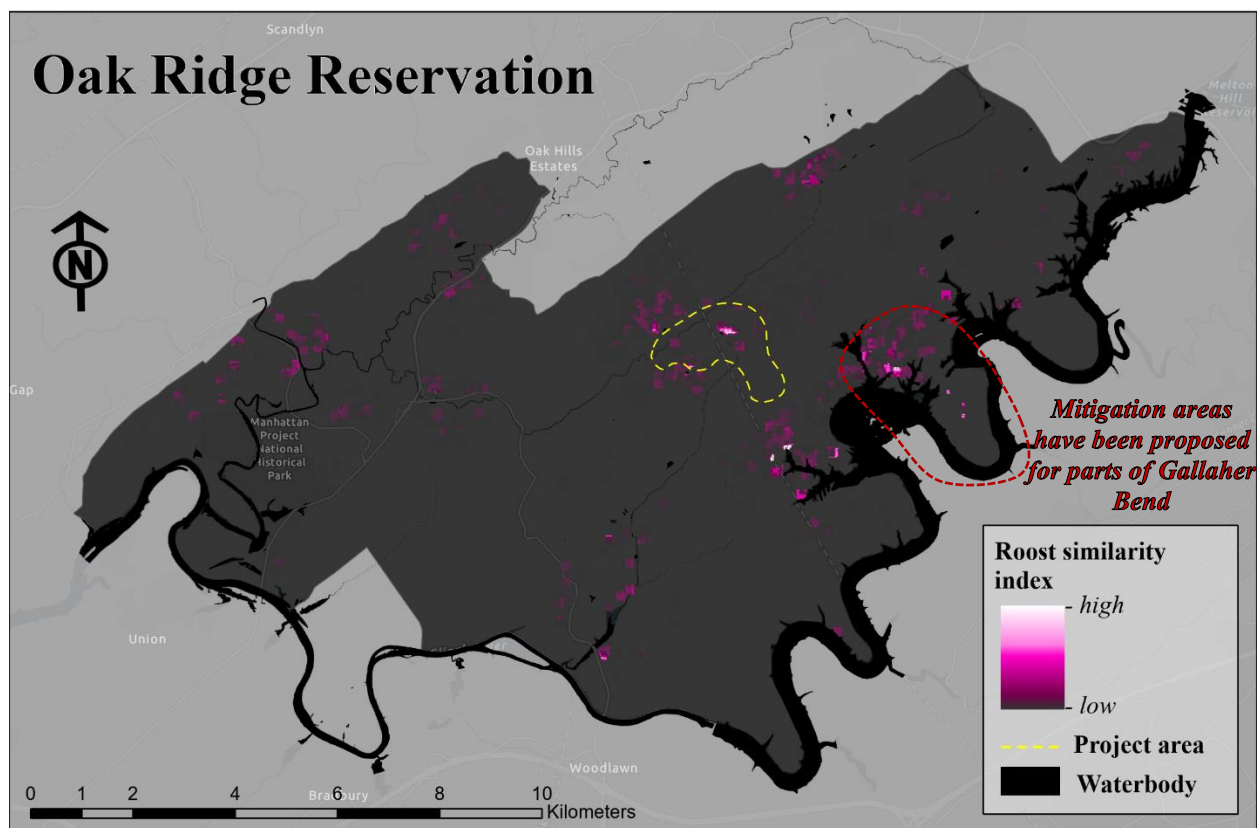 Scandlyn
Oak Ridge Reservation
Melton
Hill
Reservoir
Oak Hills
Estates
N
Gap
Manhattan
Project
National
Historical
Park
Mitigation areas
have been proposed
for parts of Gallaher
Bend
Union
Woodlawn
Bradbury
Roost similarity
index
- high
- low
Project area
Waterbody
0 1 2 4 6 8 10
Kilometers